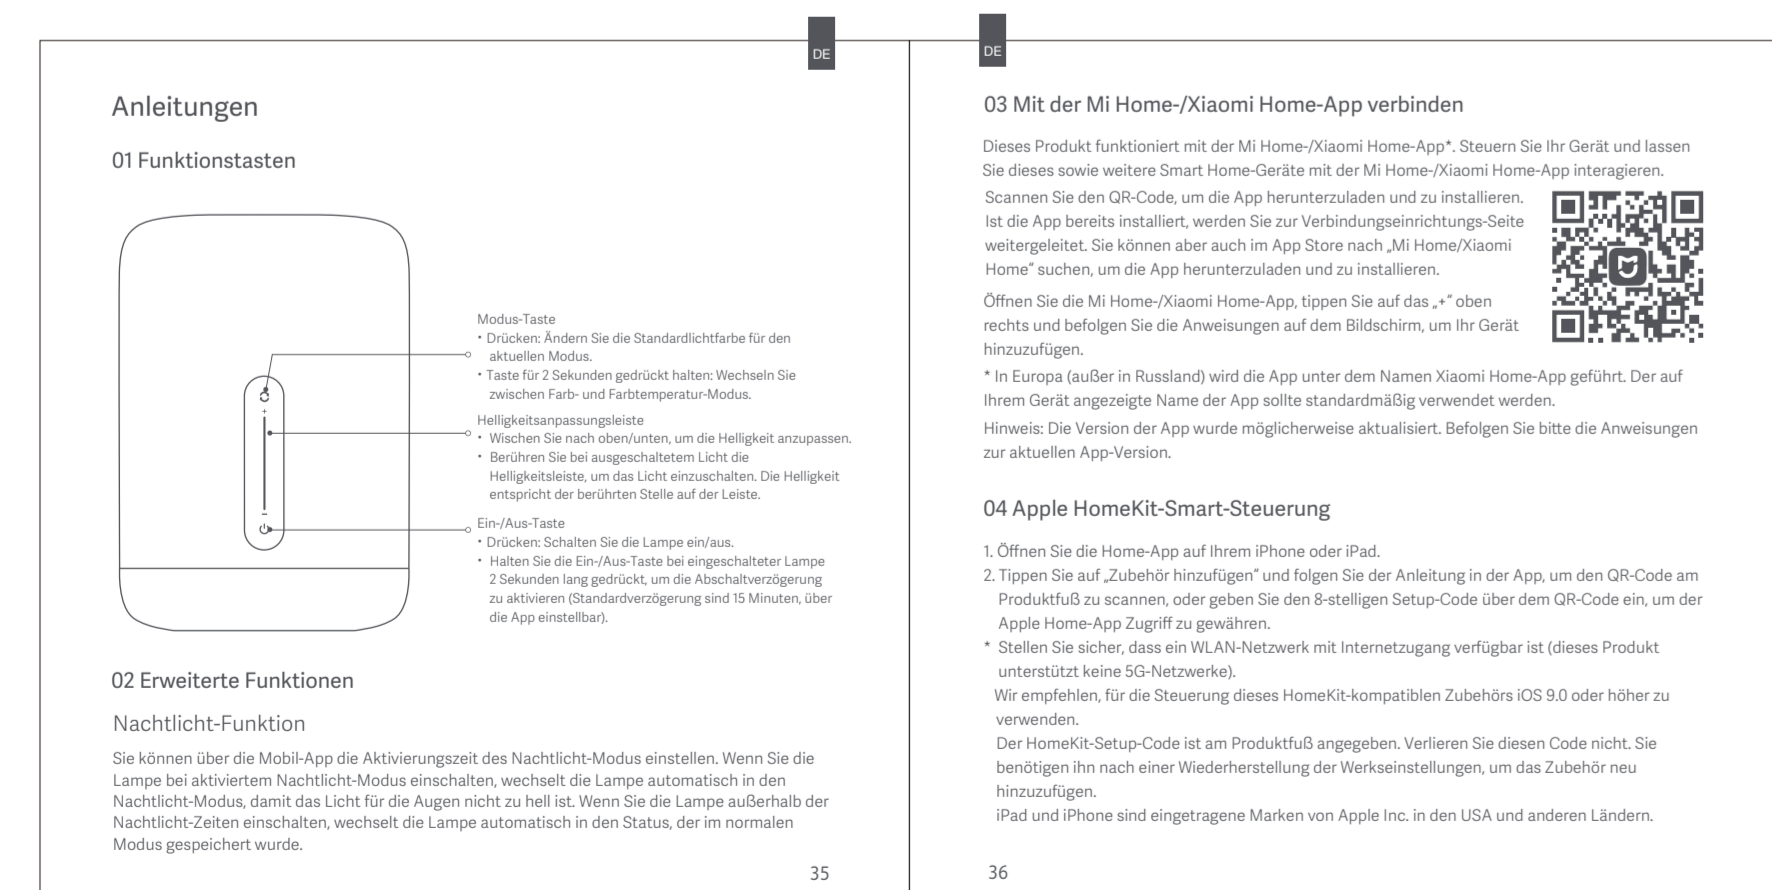 DE
Anleitungen
01 Funktionstasten
Modus-Taste
• Drücken: Ändern Sie die Standardlichtfarbe für den
aktuellen Modus.
• Taste für 2 Sekunden gedrückt halten: Wechseln Sie
zwischen Farb- und Farbtemperatur-Modus.
Helligkeitsanpassungsleiste
• Wischen Sie nach oben/unten, um die Helligkeit anzupassen.
• Berühren Sie bei ausgeschaltetem Licht die
Helligkeitsleiste, um das Licht einzuschalten. Die Helligkeit
entspricht der berührten Stelle auf der Leiste.
Ein-/Aus-Taste
• Drücken: Schalten Sie die Lampe ein/aus.
• Halten Sie die Ein-/Aus-Taste bei eingeschalteter Lampe
2 Sekunden lang gedrückt, um die Abschaltverzögerung
zu aktivieren (Standardverzögerung sind 15 Minuten, über
die App einstellbar).
02 Erweiterte Funktionen
Nachtlicht-Funktion
Sie können über die Mobil-App die Aktivierungszeit des Nachtlicht-Modus einstellen. Wenn Sie die
Lampe bei aktiviertem Nachtlicht-Modus einschalten, wechselt die Lampe automatisch in den
Nachtlicht-Modus, damit das Licht für die Augen nicht zu hell ist. Wenn Sie die Lampe außerhalb der
Nachtlicht-Zeiten einschalten, wechselt die Lampe automatisch in den Status, der im normalen
Modus gespeichert wurde.
35
DE
03 Mit der Mi Home-/Xiaomi Home-App verbinden
Dieses Produkt funktioniert mit der Mi Home-/Xiaomi Home-App*. Steuern Sie Ihr Gerät und lassen
Sie dieses sowie weitere Smart Home-Geräte mit der Mi Home-/Xiaomi Home-App interagieren.
Scannen Sie den QR-Code, um die App herunterzuladen und zu installieren.
Ist die App bereits installiert, werden Sie zur Verbindungseinrichtungs-Seite
weitergeleitet. Sie können aber auch im App Store nach „Mi Home/Xiaomi
Home“ suchen, um die App herunterzuladen und zu installieren.
Öffnen Sie die Mi Home-/Xiaomi Home-App, tippen Sie auf das „+“ oben
rechts und befolgen Sie die Anweisungen auf dem Bildschirm, um Ihr Gerät
hinzuzufügen.
* In Europa (außer in Russland) wird die App unter dem Namen Xiaomi Home-App geführt. Der auf
Ihrem Gerät angezeigte Name der App sollte standardmäßig verwendet werden.
Hinweis: Die Version der App wurde möglicherweise aktualisiert. Befolgen Sie bitte die Anweisungen
zur aktuellen App-Version.
04 Apple HomeKit-Smart-Steuerung
1. Öffnen Sie die Home-App auf Ihrem iPhone oder iPad.
2. Tippen Sie auf „Zubehör hinzufügen“ und folgen Sie der Anleitung in der App, um den QR-Code am
Produktfuß zu scannen, oder geben Sie den 8-stelligen Setup-Code über dem QR-Code ein, um der
Apple Home-App Zugriff zu gewähren.
* Stellen Sie sicher, dass ein WLAN-Netzwerk mit Internetzugang verfügbar ist (dieses Produkt
unterstützt keine 5G-Netzwerke).
Wir empfehlen, für die Steuerung dieses HomeKit-kompatiblen Zubehörs iOS 9.0 oder höher zu
verwenden.
Der HomeKit-Setup-Code ist am Produktfuß angegeben. Verlieren Sie diesen Code nicht. Sie
benötigen ihn nach einer Wiederherstellung der Werkseinstellungen, um das Zubehör neu
hinzuzufügen.
iPad und iPhone sind eingetragene Marken von Apple Inc. in den USA und anderen Ländern.
36